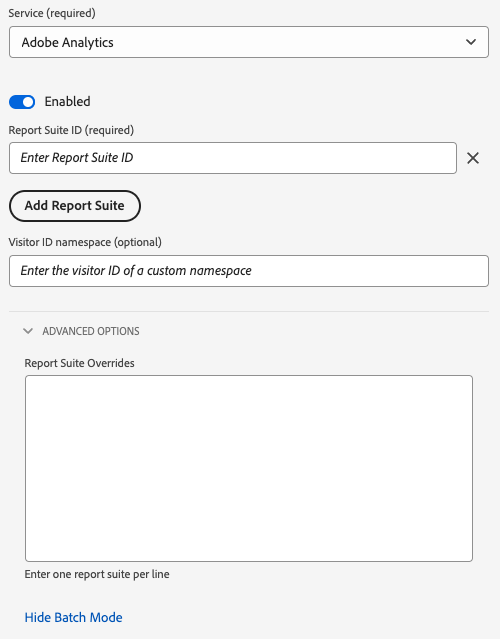 Service (required)
Adobe Analytics
Enabled
Report Suite ID (required)
Enter Report Suite ID
Add Report Suite
Visitor ID namespace (optional)
Enter the visitor ID of a custom namespace
ADVANCED OPTIONS
Report Suite Overrides
Enter one report suite per line
Hide Batch Mode